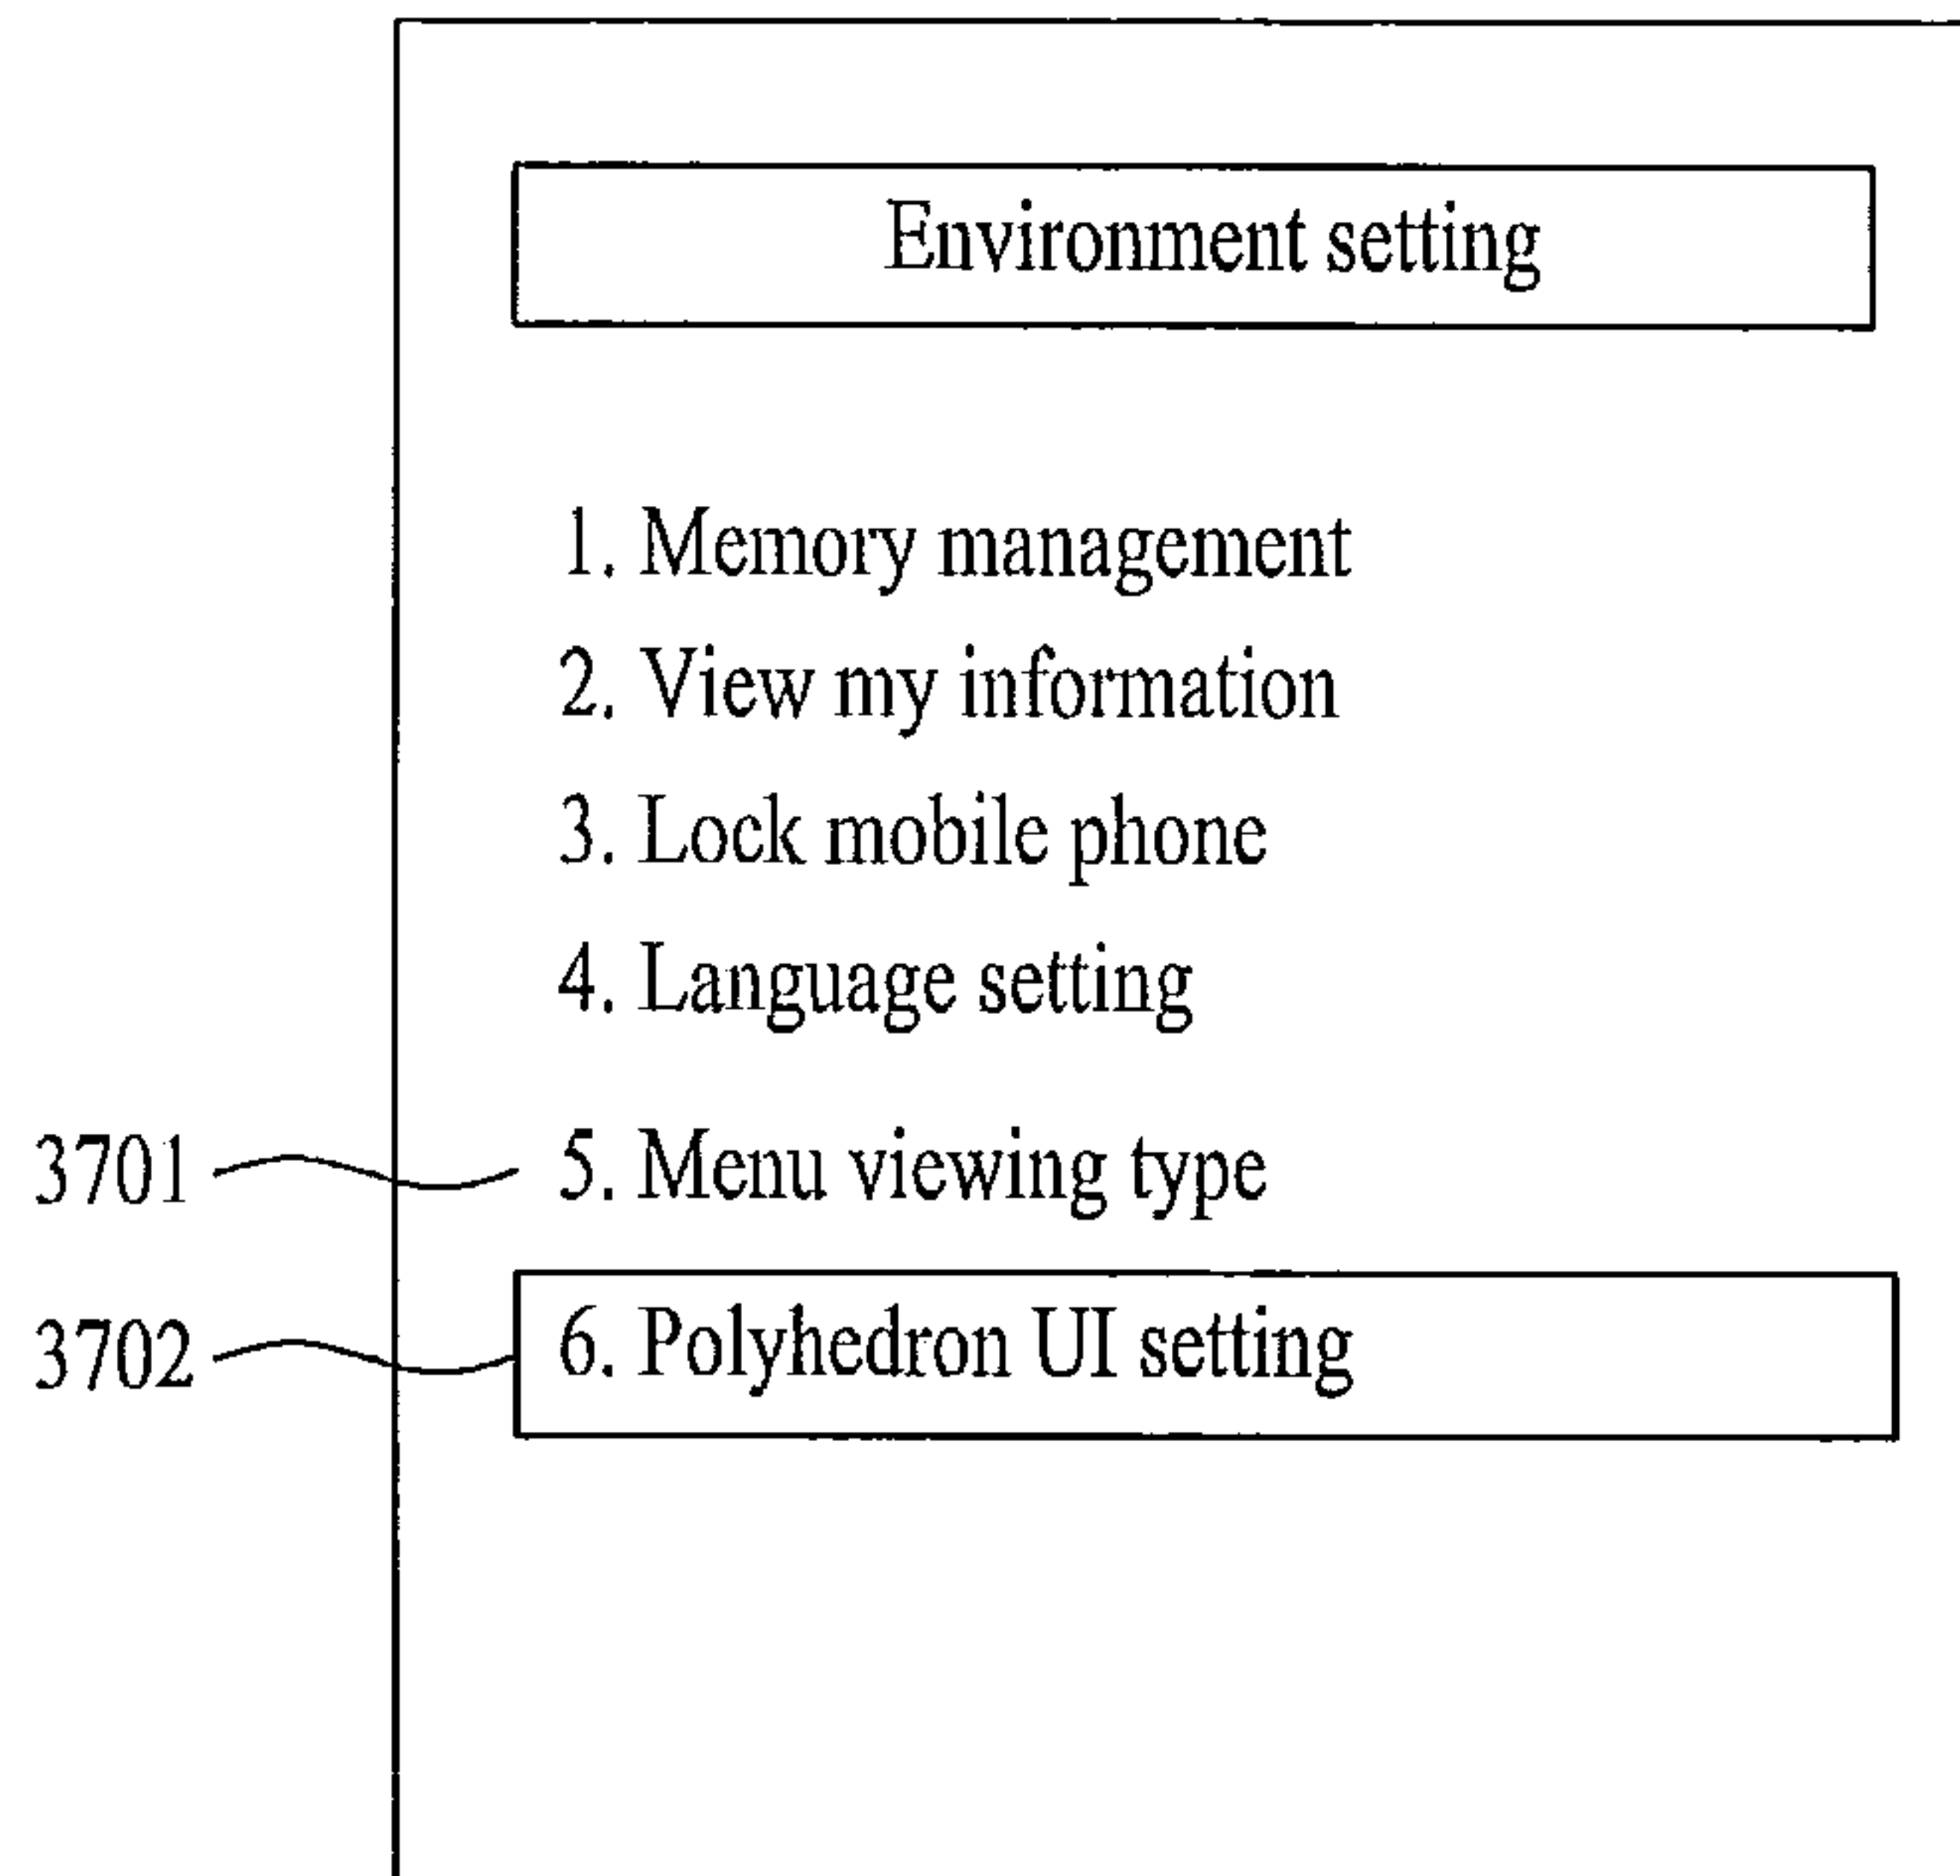 Environment setting
1. Memory management
2. View my information
3. Lock mobile phone
4. Language setting
3701 5. Menu viewing type
3702 6. Polyhedron UI setting